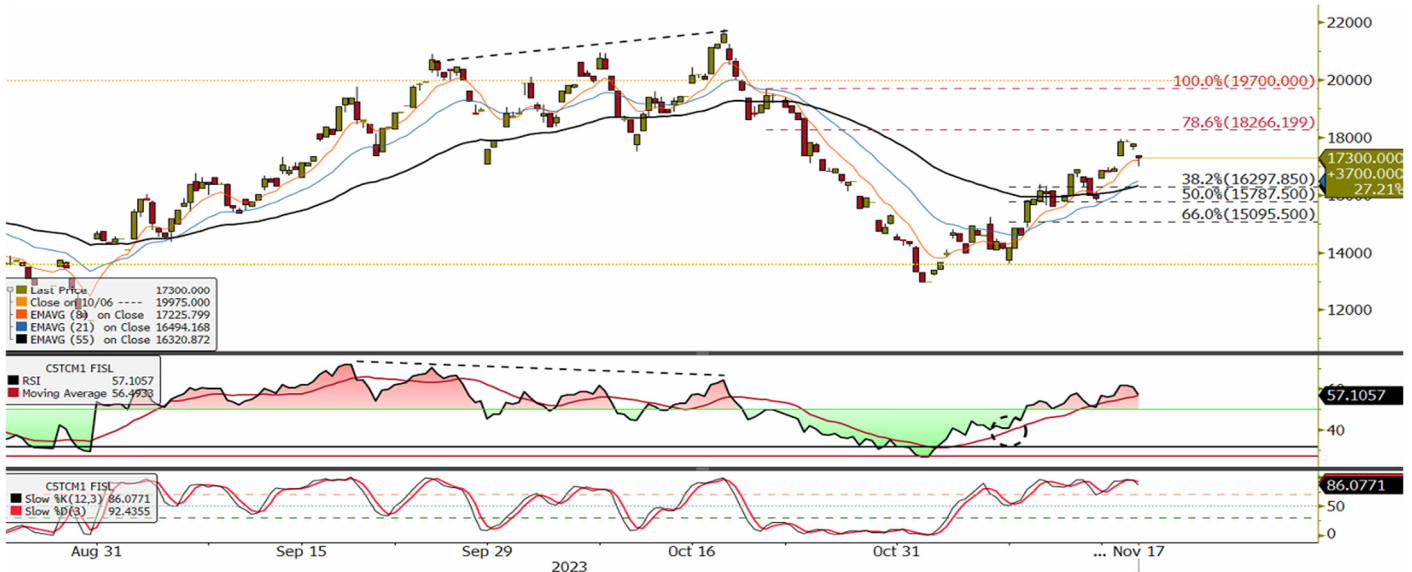 22000
20000
18000
16000
14000
12000
100.0%(19700.000)
78.6%(18266.199)
38.2%(16297.850)
50.0%(15787.500)
66.0%(15095.500)
17300.000
+3700.000
27.21%
Last Price 17300.000
Close on 10/06 ---- 19975.000
EMAVG (8) on Close 17225.799
EMAVG (21) on Close 16494.168
EMAVG (55) on Close 16320.872
CSTCM1 FISL
RSI 57.1057
Moving Average 56.4933
60
57.1057
40
CSTCM1 FISL
Slow %K(12,3) 86.0771
Slow %D(3) 92.4355
86.0771
50
0
Aug 31 Sep 15 Sep 29 Oct 16 Oct 31 ... Nov 17
2023